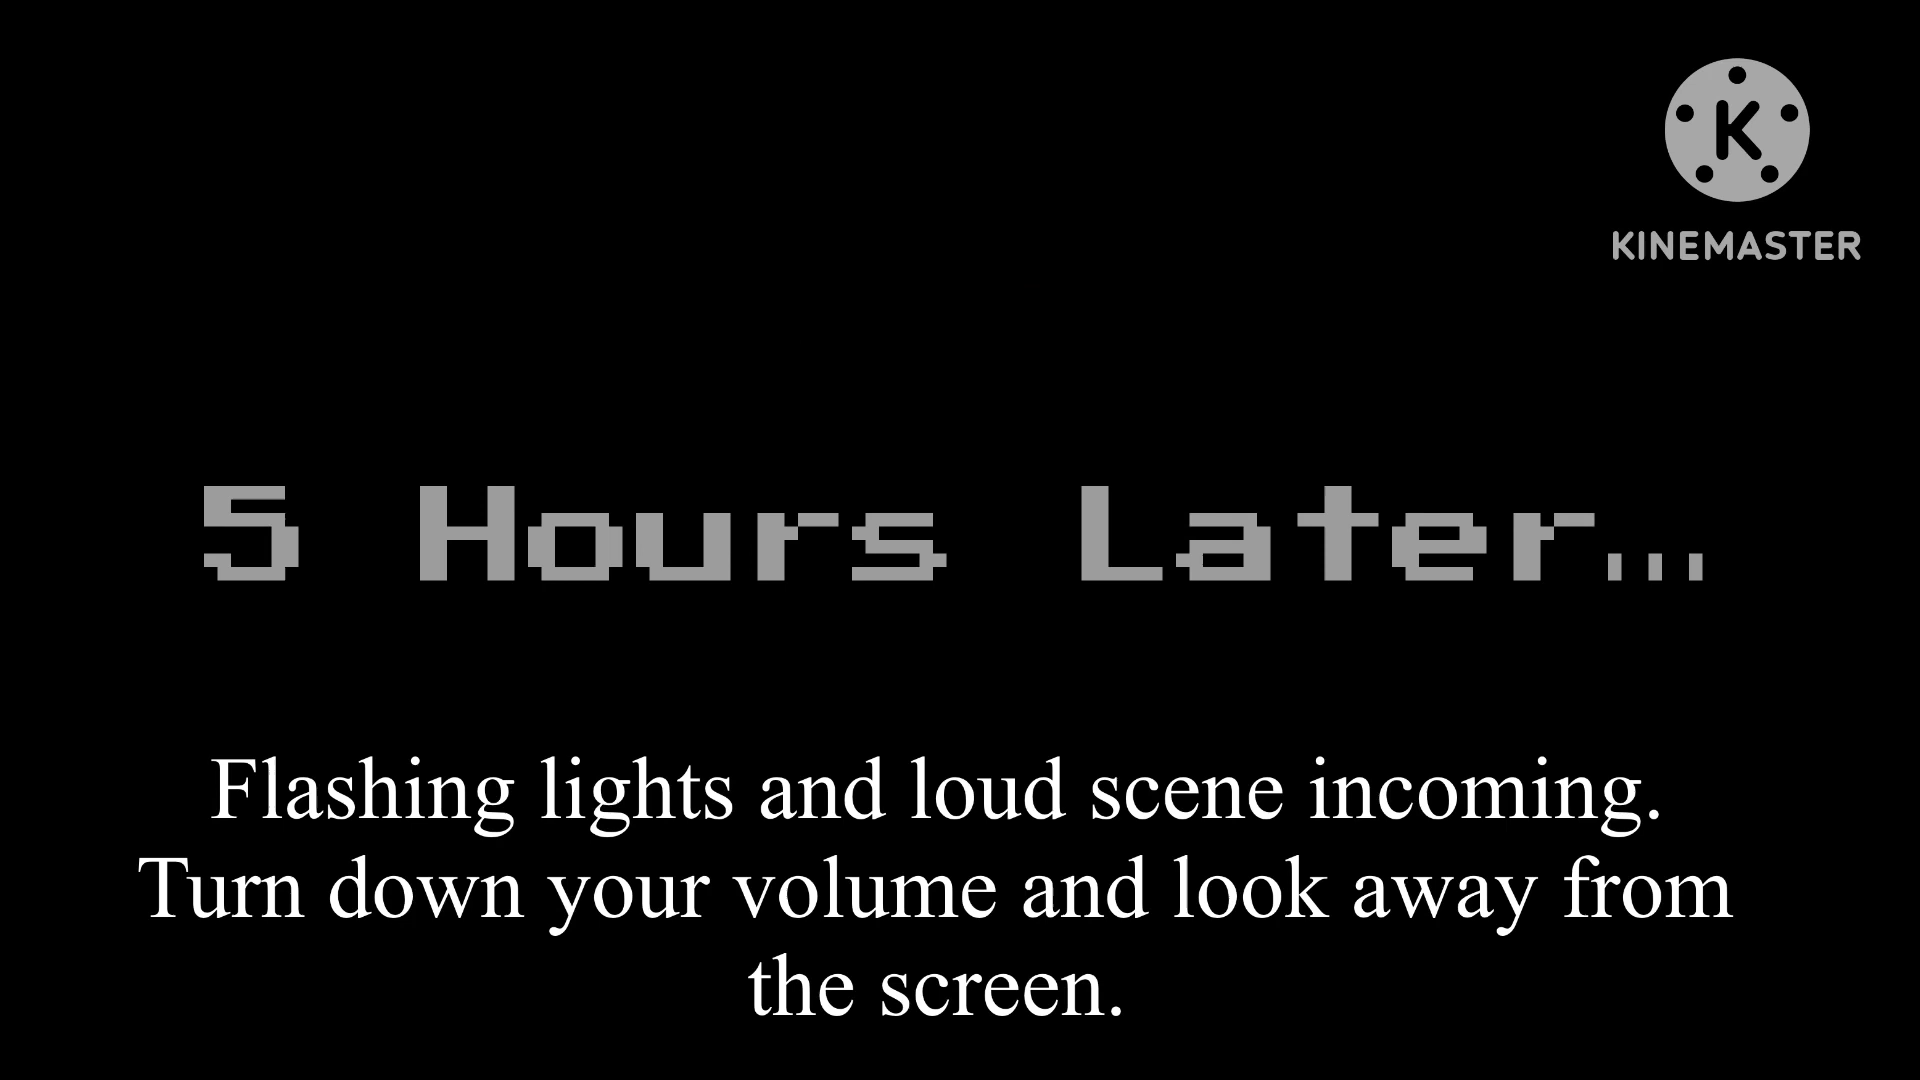 K
KINEMASTER
5 Hours Later...
Flashing lights and loud scene incoming.
Turn down your volume and look away from
the screen.